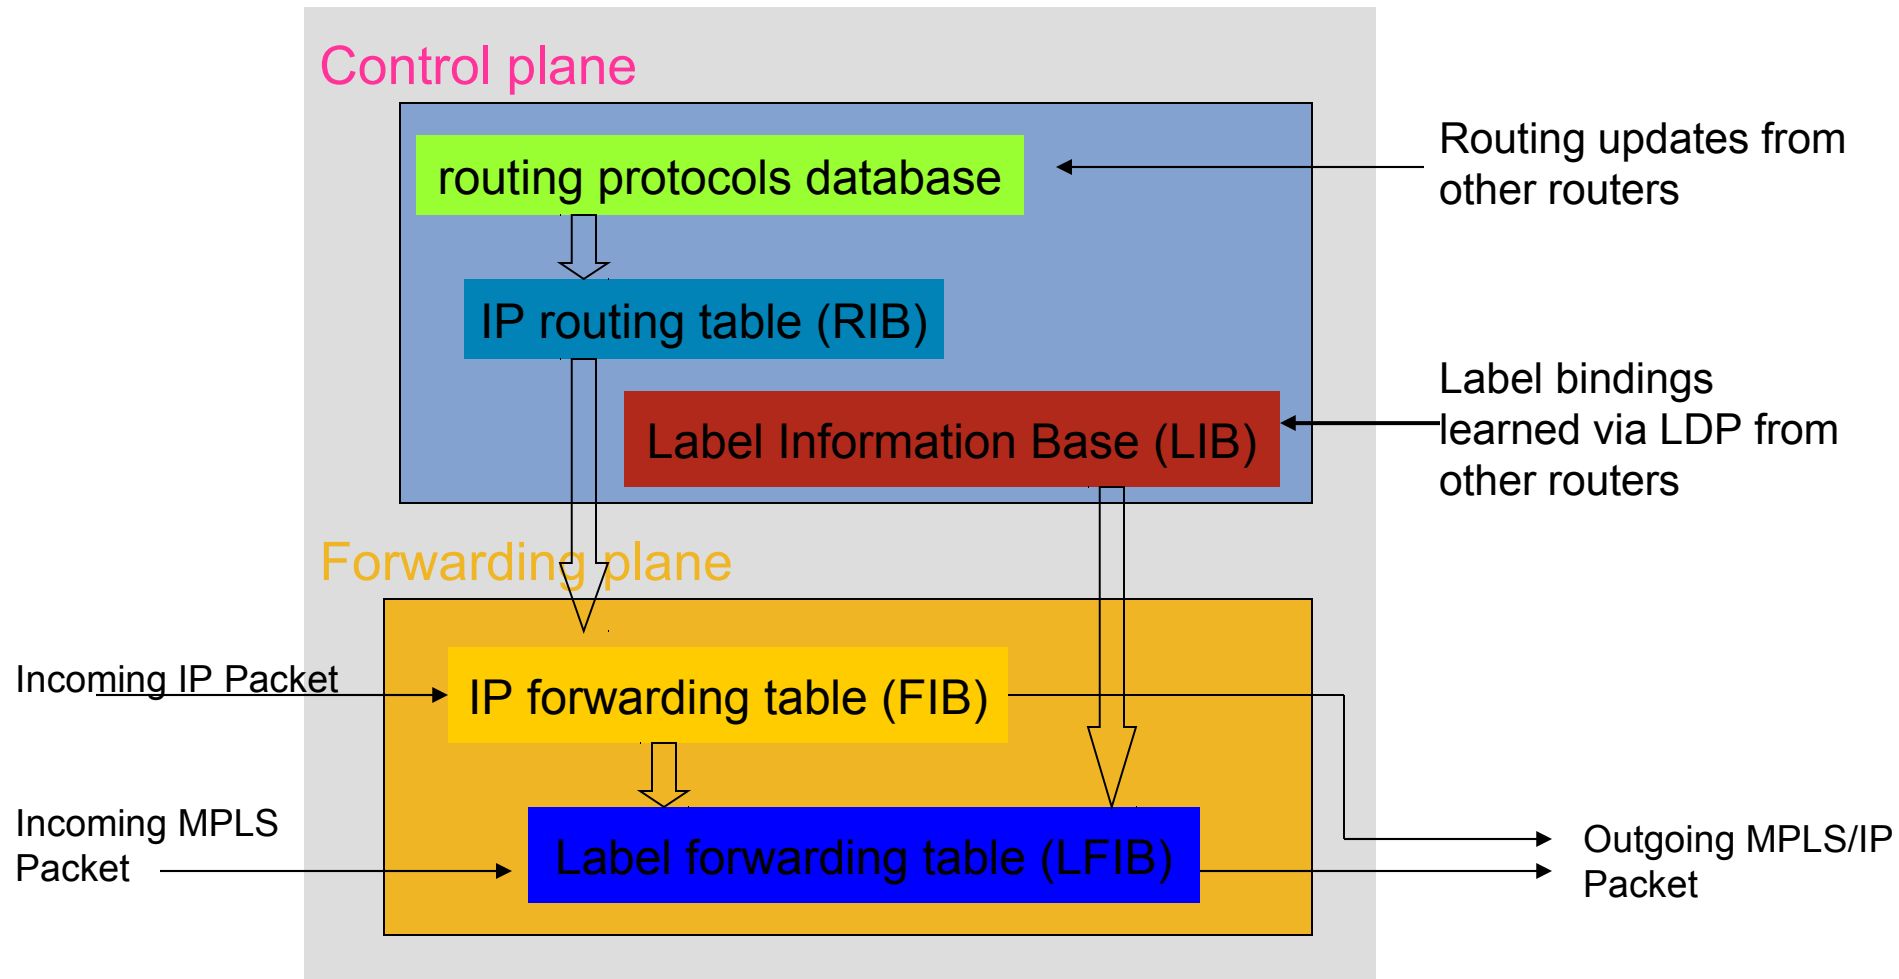 Control plane
routing protocols database
Routing updates from
other routers
IP routing table (RIB)
Label Information Base (LIB)
Label bindings
learned via LDP from
other routers
Forwarding plane
Incoming IP Packet
IP forwarding table (FIB)
Incoming MPLS
Packet
Label forwarding table (LFIB)
Outgoing MPLS/IP
Packet